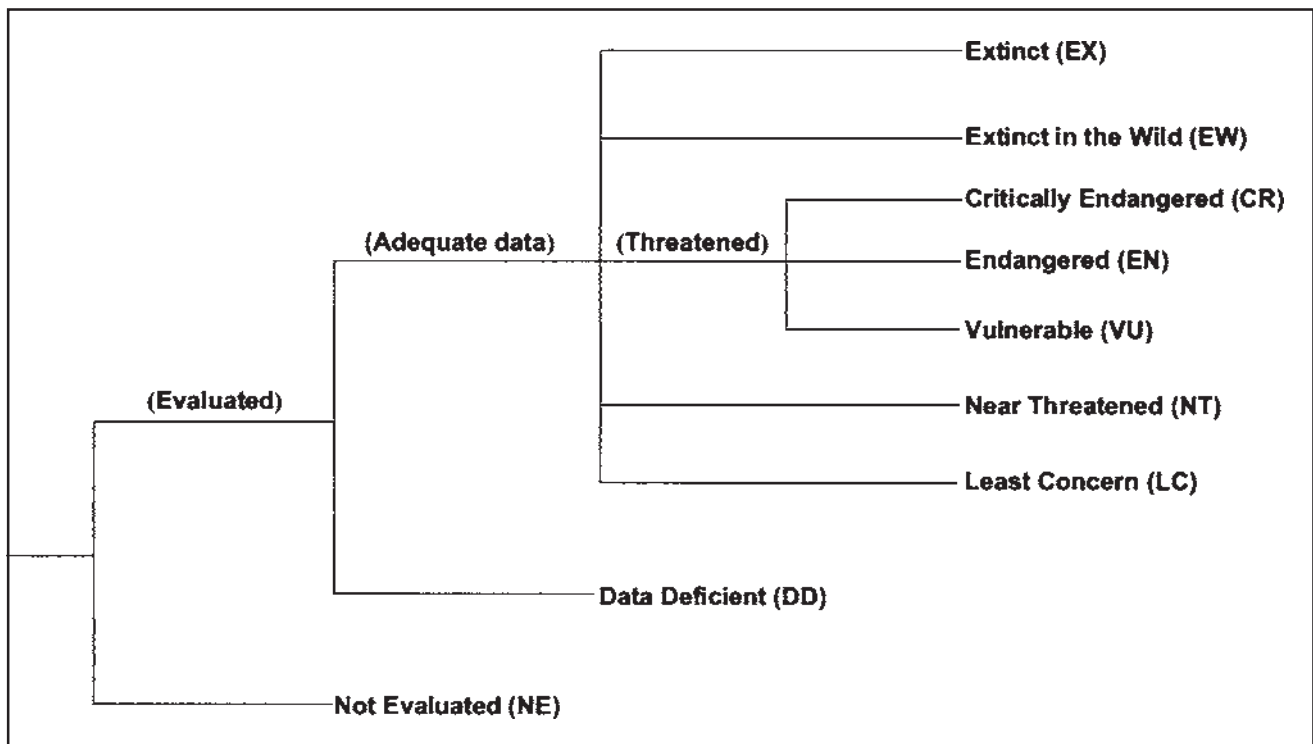 Extinct (EX)
Extinct in the Wild (EW)
Critically Endangered (CR)
(Adequate data)
(Threatened)
Endangered (EN)
Vulnerable (VU)
(Evaluated)
Near Threatened (NT)
Least Concern (LC)
Data Deficient (DD)
Not Evaluated (NE)